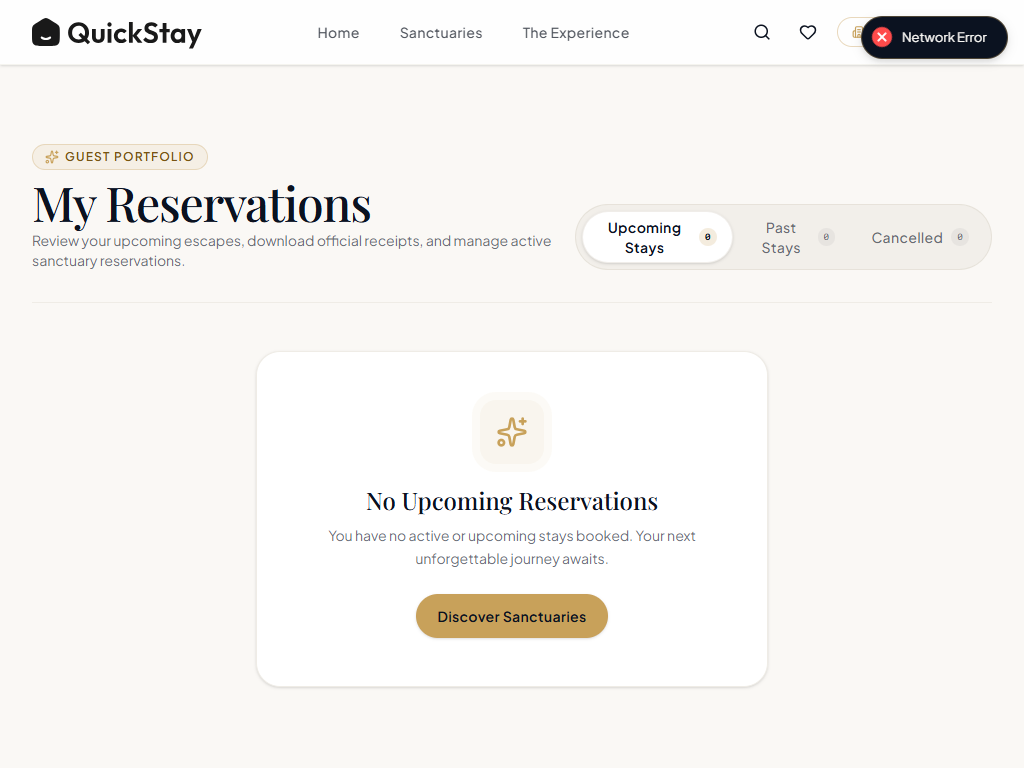 QuickStay
Home
Sanctuaries
The Experience
Network Error
GUEST PORTFOLIO
My Reservations
Review your upcoming escapes, download official receipts, and manage active
sanctuary reservations.
Upcoming
Stays
0
Past
Stays
0
Cancelled
0
No Upcoming Reservations
You have no active or upcoming stays booked. Your next
unforgettable journey awaits.
Discover Sanctuaries